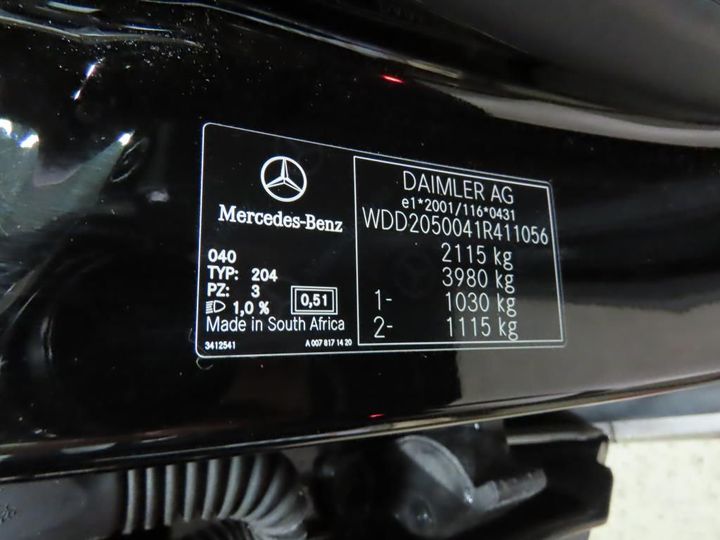 Mercedes-Benz
040
TYP: 204
PZ: 3
1,0 %
0,51
Made in South Africa
3412541
A 007 817 14 20
DAIMLER AG
e1*2001/116*0431
WDD2050041R411056
2115 kg
3980 kg
1- 1030 kg
2- 1115 kg